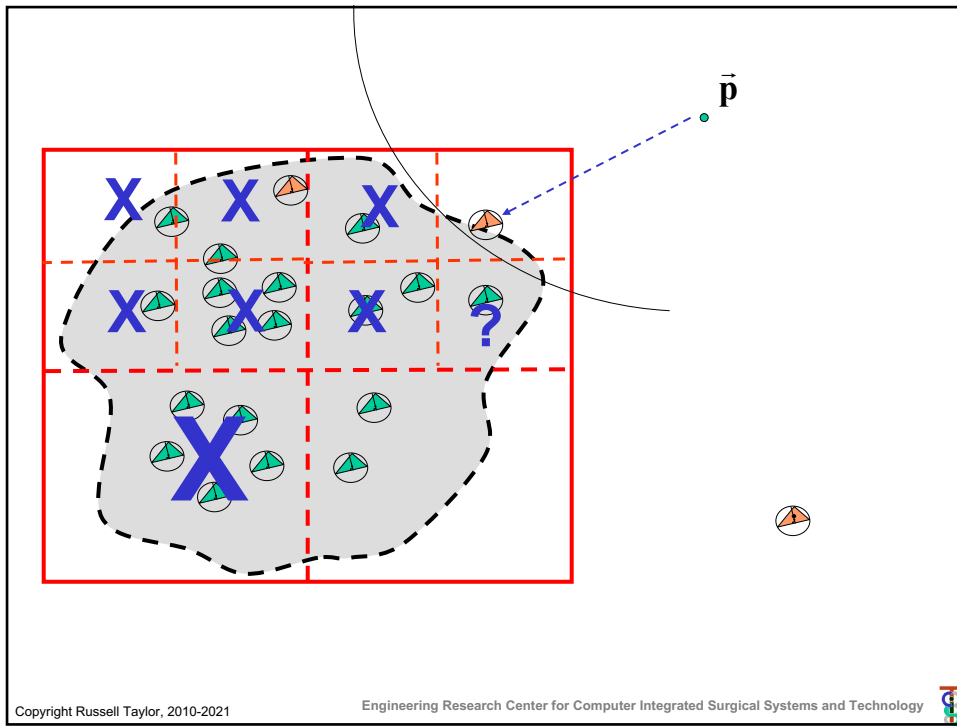 p
X X X
X X X ?
X
Copyright Russell Taylor, 2010-2021
Engineering Research Center for Computer Integrated Surgical Systems and Technology